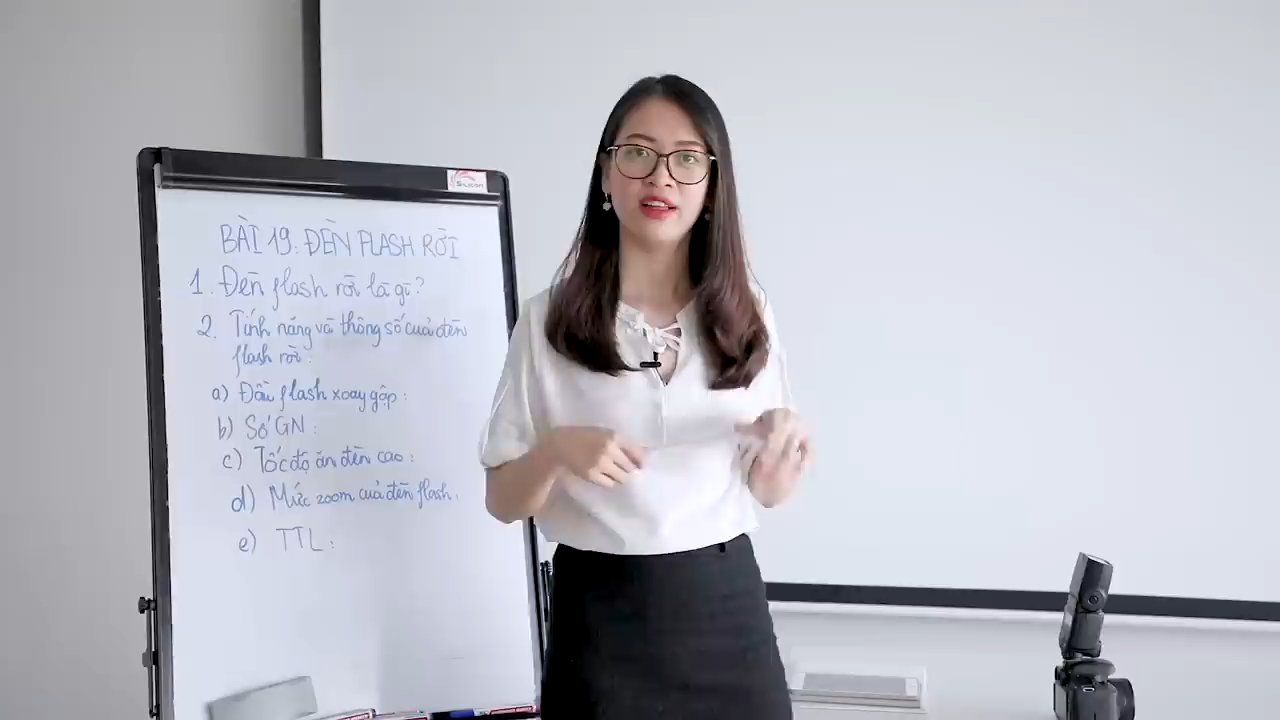 BÀI 19: ĐÈN FLASH RỜI
1. Đèn flash rời là gì?
2. Tính năng và thông số của đèn
flash rời:
a) Đầu flash xoay gập:
b) Số GN:
c) Tốc độ ăn đèn cao:
d) Mức zoom của đèn flash:
e) TTL:
Silicon